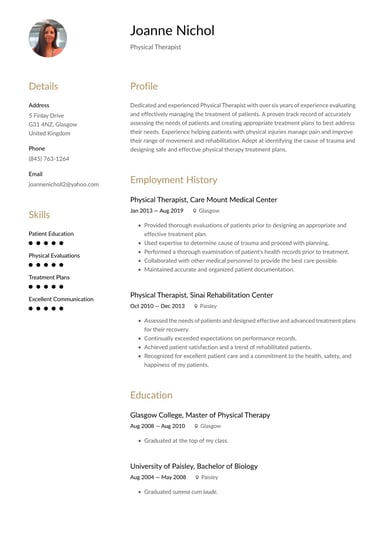 Joanne Nichol
Physical Therapist
Details
Address
5 Finlay Drive
G31 4NZ, Glasgow
United Kingdom
Phone
(845) 763-1264
Email
joannenicholl2@yahoo.com
Skills
Patient Education
Physical Evaluations
Treatment Plans
Excellent Communication
Profile
Dedicated and experienced Physical Therapist with over six years of experience evaluating
and effectively managing the treatment of patients. A proven track record of accurately
assessing the needs of patients and creating appropriate treatment plans to best address
their needs. Experience helping patients with physical injuries manage pain and improve
their range of movement and rehabilitation. Adept at identifying the cause of trauma and
designing safe and effective physical therapy treatment plans.
Employment History
Physical Therapist, Care Mount Medical Center
Jan 2013 — Aug 2019 Glasgow
• Provided thorough evaluations of patients prior to designing an appropriate and
effective treatment plan.
• Used expertise to determine cause of trauma and proceed with planning.
• Performed a thorough examination of patient's health records prior to treatment.
• Collaborated with other medical personnel to provide the best care possible.
• Maintained accurate and organized patient documentation.
Physical Therapist, Sinai Rehabilitation Center
Oct 2010 — Dec 2013 Paisley
• Assessed the needs of patients and designed effective and advanced treatment plans
for their recovery.
• Continually exceeded expectations on performance records.
• Achieved patient satisfaction and a trend of rehabilitated patients.
• Recognized for excellent patient care and a commitment to the health, safety, and
happiness of my patients.
Education
Glasgow College, Master of Physical Therapy
Aug 2008 — Aug 2010 Glasgow
• Graduated at the top of my class.
University of Paisley, Bachelor of Biology
Aug 2004 — May 2008 Paisley
• Graduated summa cum laude.